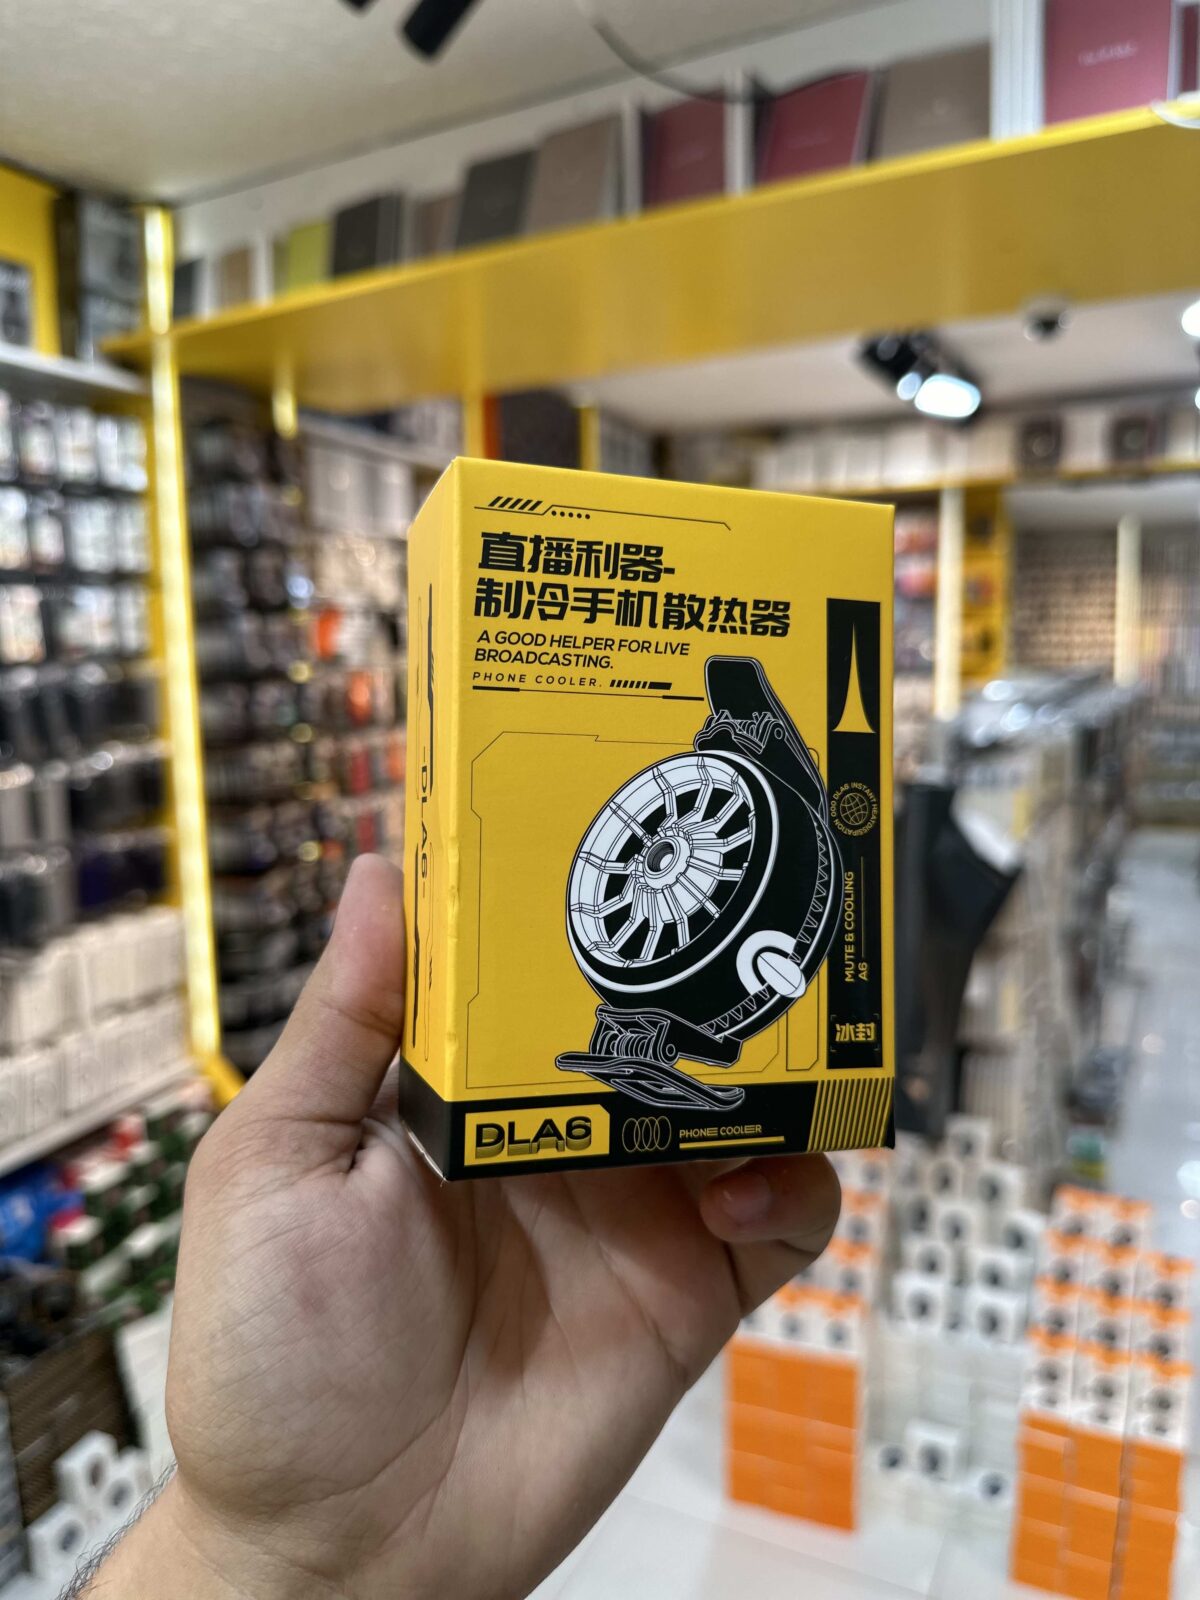 直播利器-
制冷手机散热器
A GOOD HELPER FOR LIVE
BROADCASTING.
PHONE COOLER.
DLA6 INSTANT HEATDISSIPATION
MUTE & COOLING
A6
冰封
DLA6
PHONE COOLER
-DLA6-